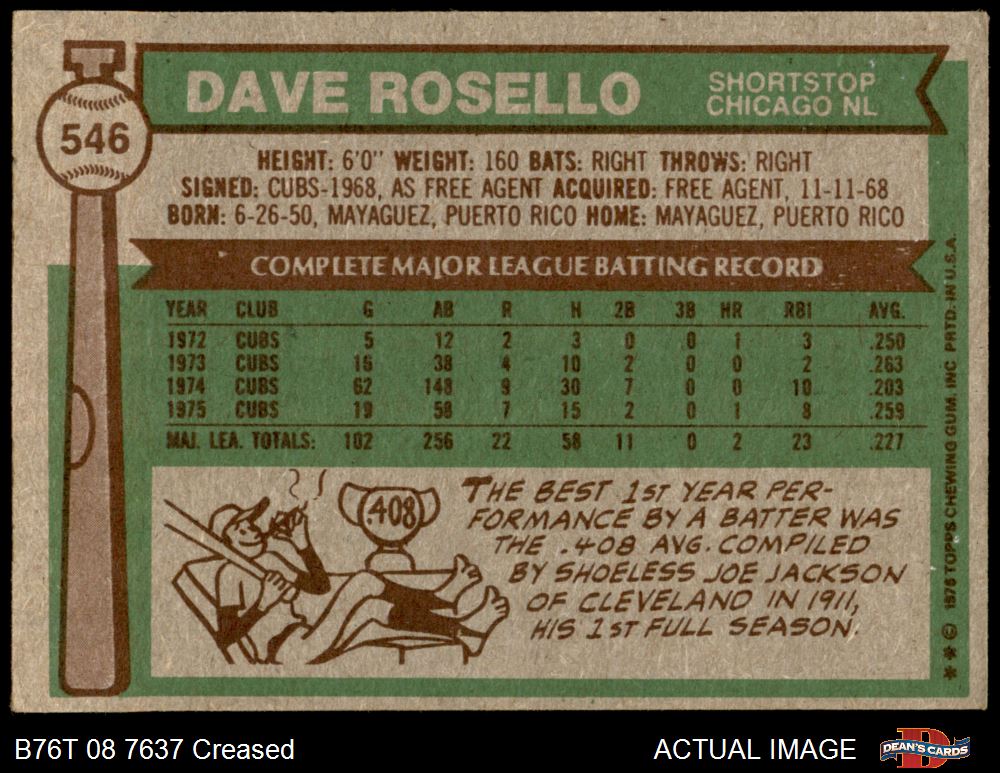 546
DAVE ROSELLO
SHORTSTOP
CHICAGO NL
HEIGHT: 6'0" WEIGHT: 160 BATS: RIGHT THROWS: RIGHT
SIGNED: CUBS-1968, AS FREE AGENT ACQUIRED: FREE AGENT, 11-11-68
BORN: 6-26-50, MAYAGUEZ, PUERTO RICO HOME: MAYAGUEZ, PUERTO RICO
COMPLETE MAJOR LEAGUE BATTING RECORD
YEAR CLUB G AB R H 2B 3B HR RBI AVG.
1972 CUBS 5 12 2 3 0 0 1 3 .250
1973 CUBS 16 38 4 10 2 0 0 2 .263
1974 CUBS 62 148 9 30 7 0 0 10 .203
1975 CUBS 19 58 7 15 2 0 1 8 .259
MAJ. LEA. TOTALS: 102 256 22 58 11 0 2 23 .227
.408
THE BEST 1ST YEAR PER-
FORMANCE BY A BATTER WAS
THE .408 AVG. COMPILED
BY SHOELESS JOE JACKSON
OF CLEVELAND IN 1911,
HIS 1ST FULL SEASON.
** © 1976 TOPPS CHEWING GUM, INC PRTD. IN U.S.A.
B76T 08 7637 Creased
ACTUAL IMAGE
DEAN'S CARDS